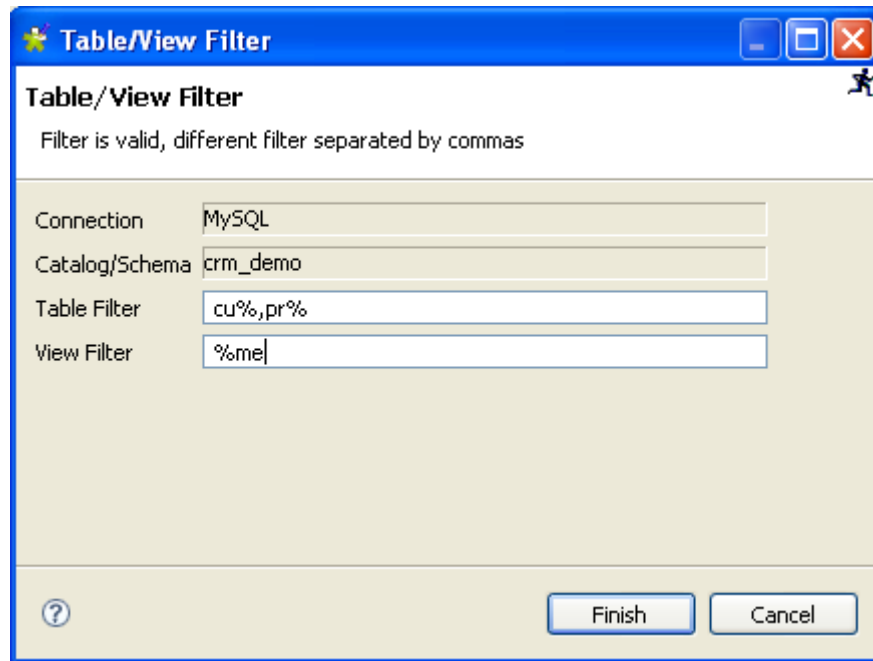 Table/View Filter
Table/View Filter
Filter is valid, different filter separated by commas
Connection MySQL
Catalog/Schema crm_demo
Table Filter cu%,pr%
View Filter %me
? Finish Cancel